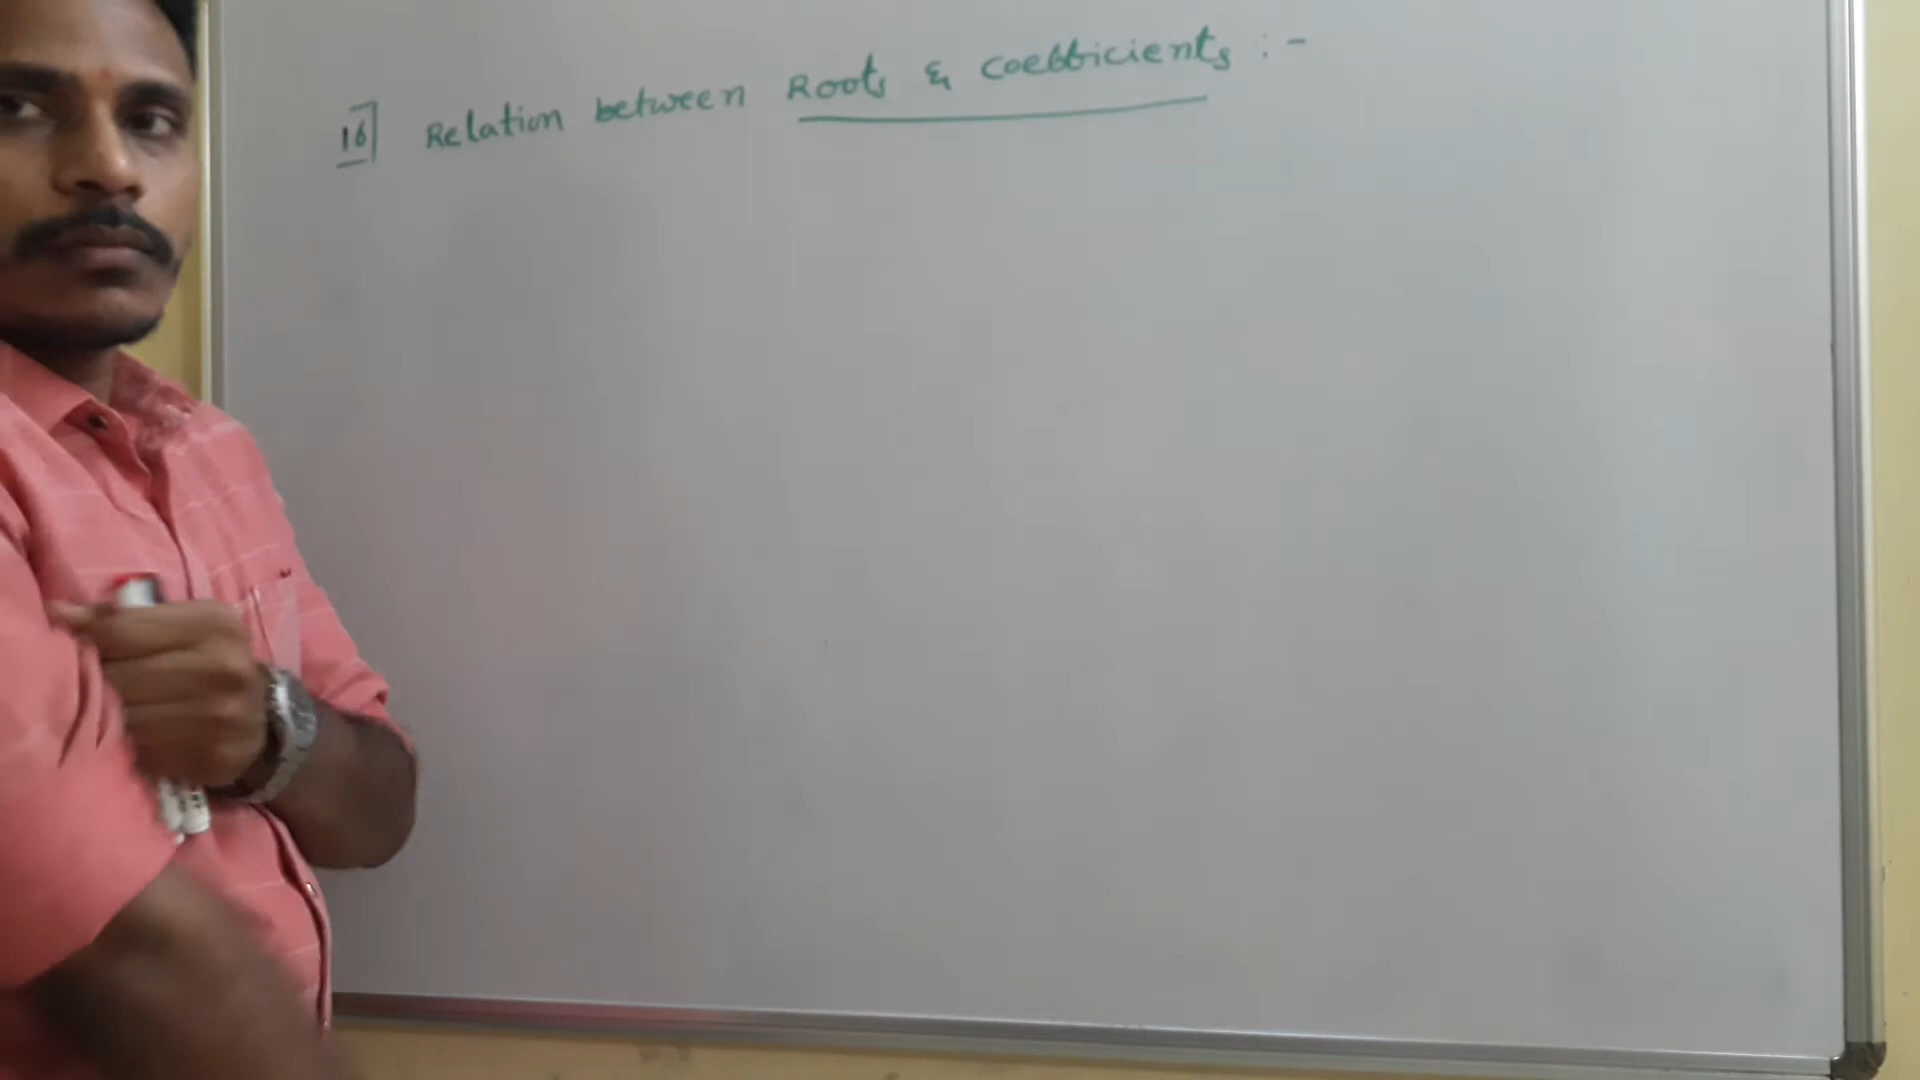 16] Relation between Roots & Coefficients :-